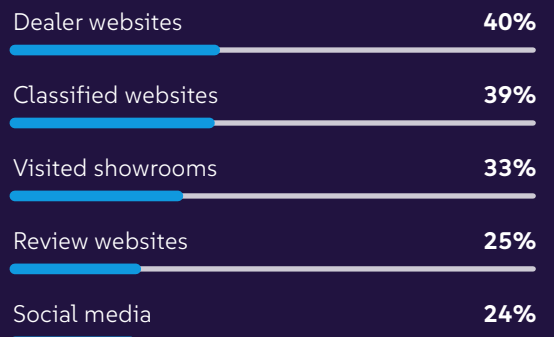 Dealer websites 40%
Classified websites 39%
Visited showrooms 33%
Review websites 25%
Social media 24%